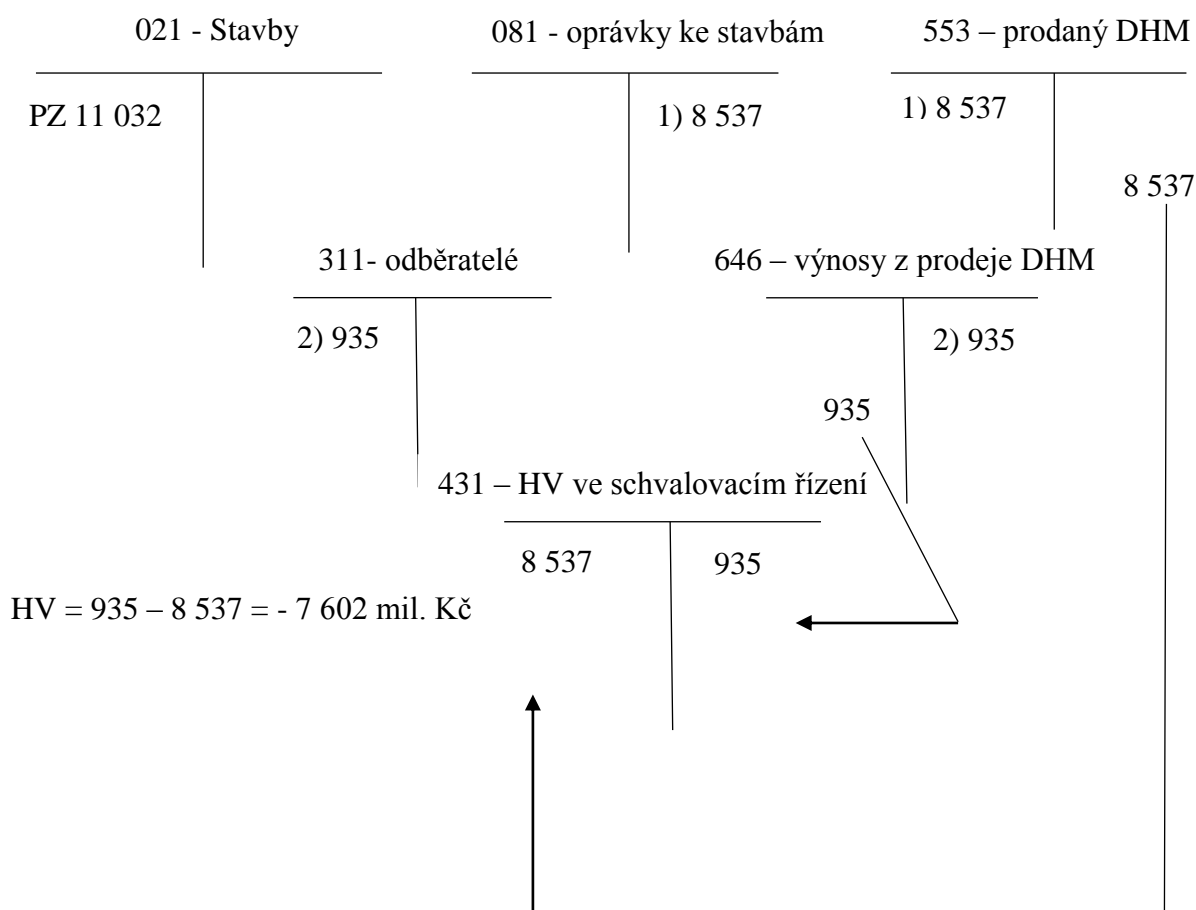 021 - Stavby
081 - oprávky ke stavbám
553 – prodaný DHM
PZ 11 032
1) 8 537
1) 8 537
8 537
311- odběratelé
646 – výnosy z prodeje DHM
2) 935
2) 935
935
431 – HV ve schvalovacím řízení
8 537
935
HV = 935 – 8 537 = - 7 602 mil. Kč